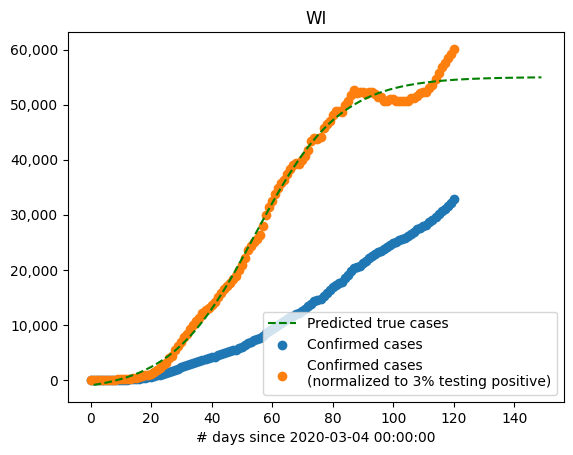 WI
60,000
50,000
40,000
30,000
20,000
10,000
0
Predicted true cases
Confirmed cases
Confirmed cases
(normalized to 3% testing positive)
0 20 40 60 80 100 120 140
# days since 2020-03-04 00:00:00